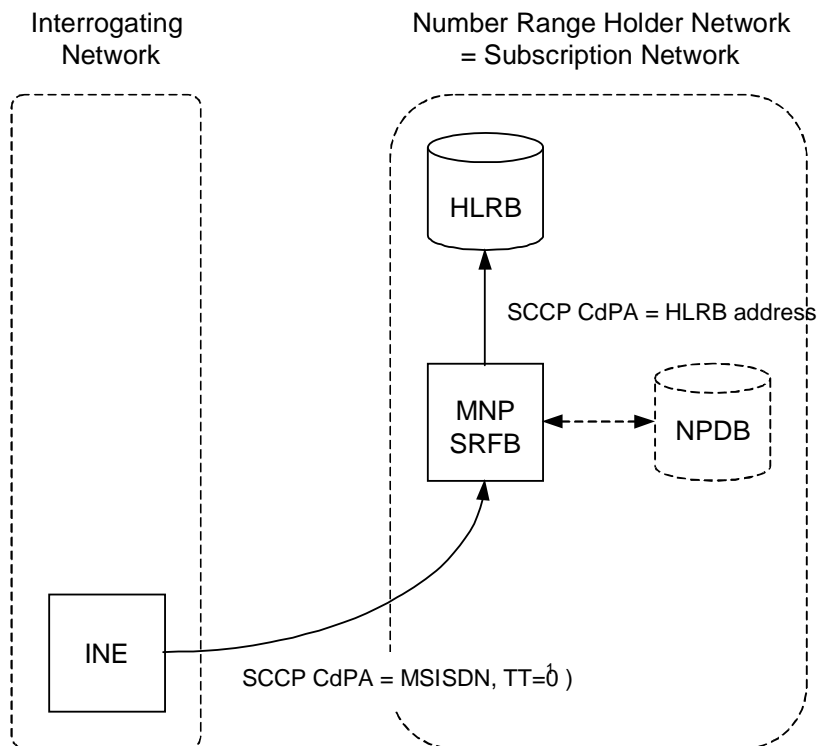 Interrogating
Network
Number Range Holder Network
= Subscription Network
HLRB
SCCP CdPA = HLRB address
MNP
SRFB
NPDB
INE
SCCP CdPA = MSISDN, TT=0 1)